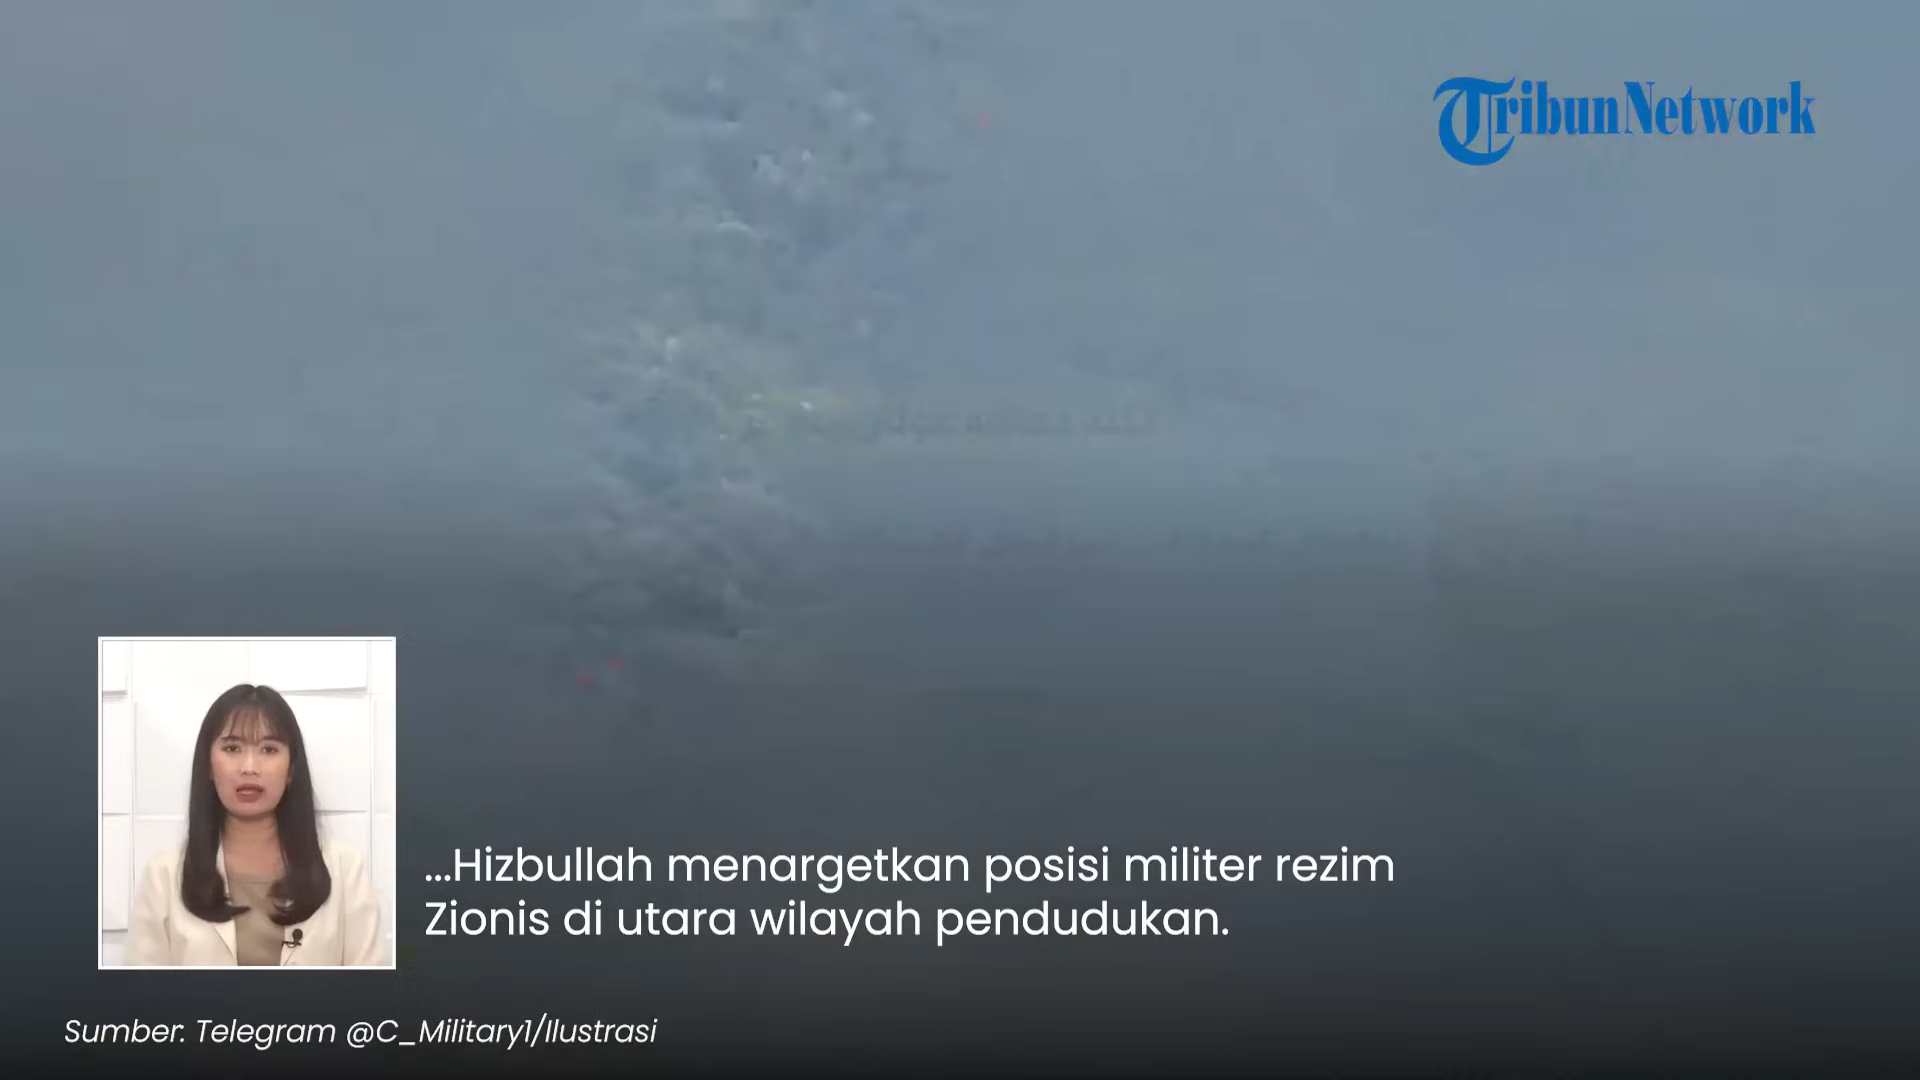 TribunNetwork
...Hizbullah menargetkan posisi militer rezim
Zionis di utara wilayah pendudukan.
Sumber: Telegram @C_Military1/Ilustrasi